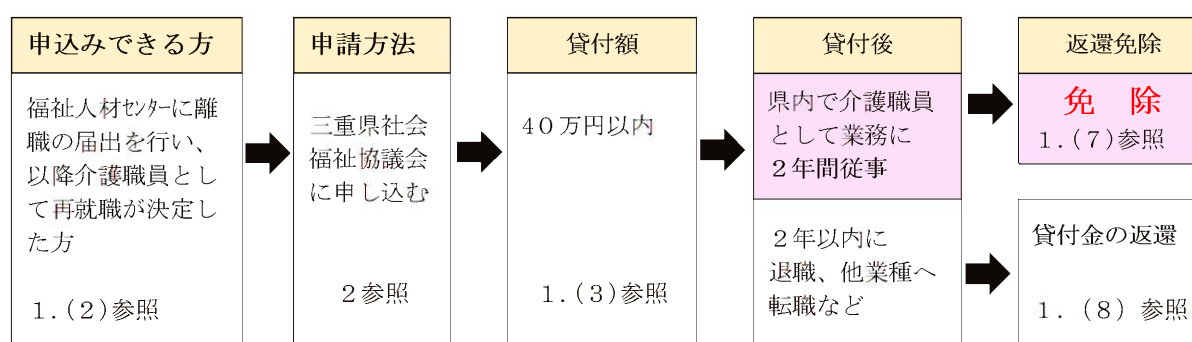 申込みできる方
福祉人材ｾﾝﾀｰに離
職の届出を行い、
以降介護職員とし
て再就職が決定し
た方
１.(２)参照
申請方法
三重県社会
福祉協議会
に申し込む
２参照
貸付額
４０万円以内
１.(３)参照
貸付後
県内で介護職員
として業務に
２年間従事
２年以内に
退職、他業種へ
転職など
返還免除
免　除
１.(７)参照
貸付金の返還
１.（８）参照